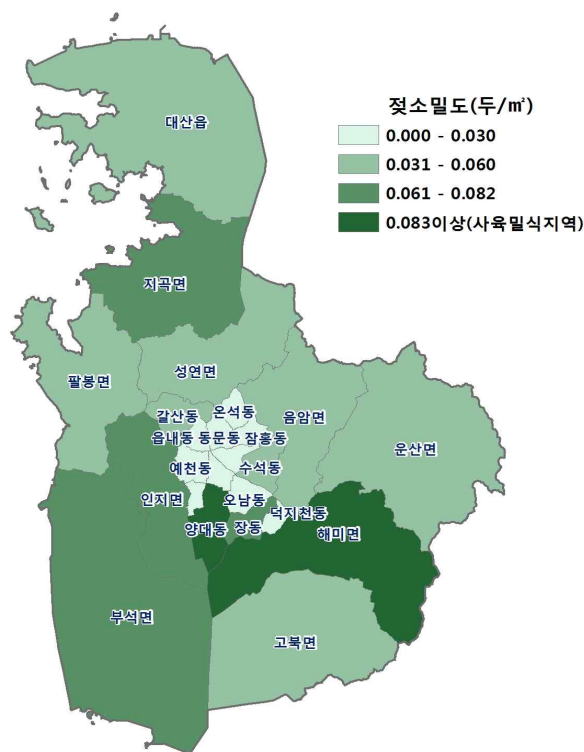 젖소밀도(두/㎡)
0.000 - 0.030
0.031 - 0.060
0.061 - 0.082
0.083이상(사육밀식지역)
대산읍
지곡면
성연면
팔봉면
갈산동
온석동
음암면
읍내동 동문동 잠홍동
운산면
예천동
수석동
인지면
오남동
덕지천동
양대동
장동
해미면
부석면
고북면